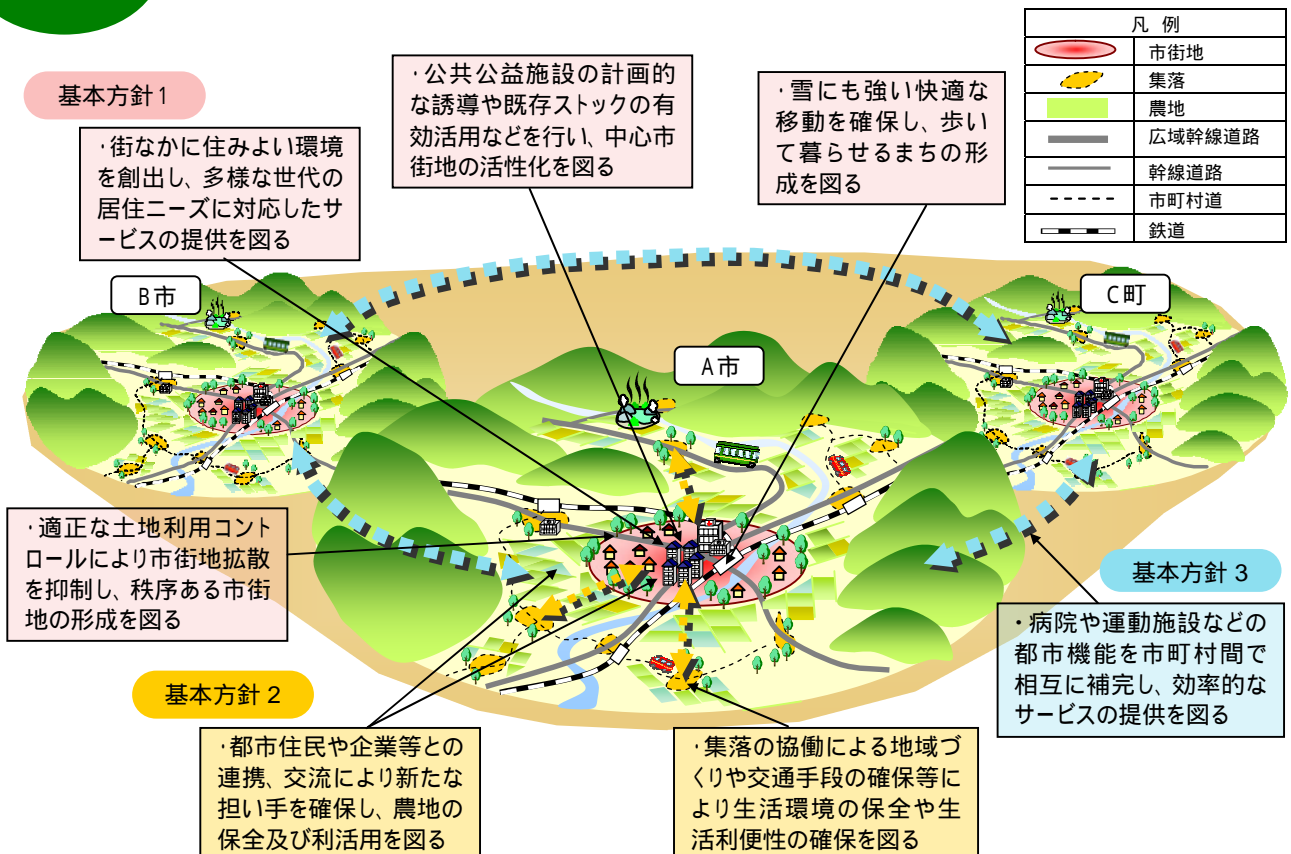 凡 例
市街地
集落
農地
広域幹線道路
幹線道路
市町村道
鉄道
基本方針1
・街なかに住みよい環境
を創出し、多様な世代の
居住ニーズに対応したサ
ービスの提供を図る
・公共公益施設の計画的
な誘導や既存ストックの有
効活用などを行い、中心市
街地の活性化を図る
・雪にも強い快適な
移動を確保し、歩い
て暮らせるまちの形
成を図る
B市
C町
A市
・適正な土地利用コント
ロールにより市街地拡散
を抑制し、秩序ある市街
地の形成を図る
基本方針3
・病院や運動施設などの
都市機能を市町村間で
相互に補完し、効率的な
サービスの提供を図る
基本方針2
・都市住民や企業等との
連携、交流により新たな
担い手を確保し、農地の
保全及び利活用を図る
・集落の協働による地域づ
くりや交通手段の確保等に
より生活環境の保全や生
活利便性の確保を図る